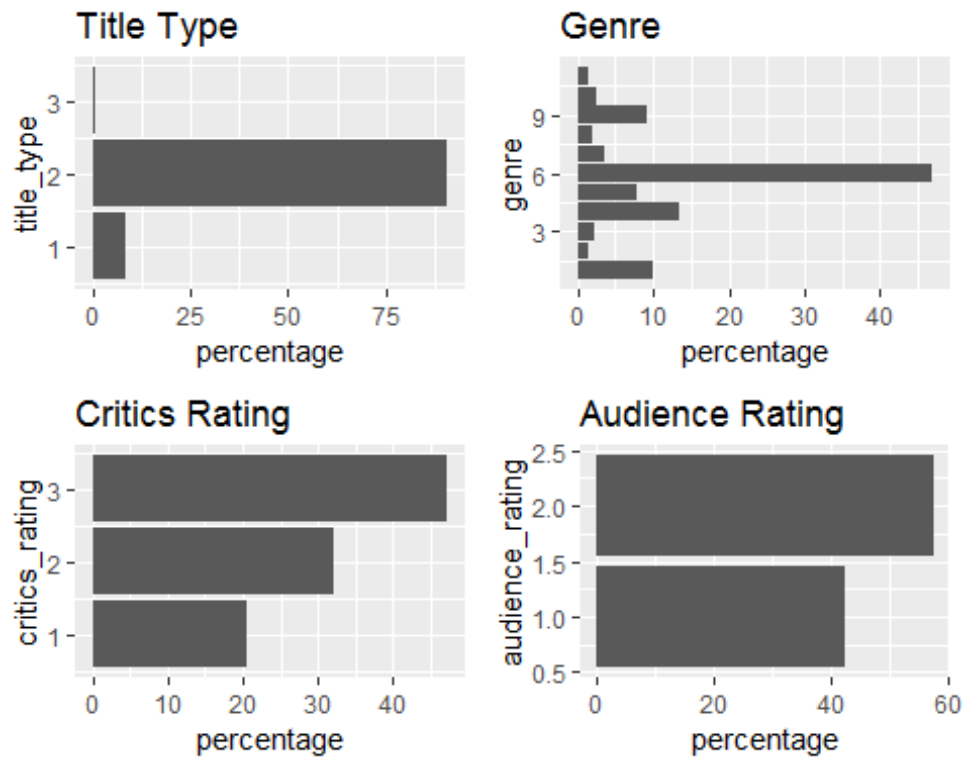 Title Type
title_type
3
2
1
0 25 50 75
percentage
Genre
genre
9
6
3
0 10 20 30 40
percentage
Critics Rating
critics_rating
3
2
1
0 10 20 30 40
percentage
Audience Rating
audience_rating
2.5
2.0
1.5
1.0
0.5
0 20 40 60
percentage